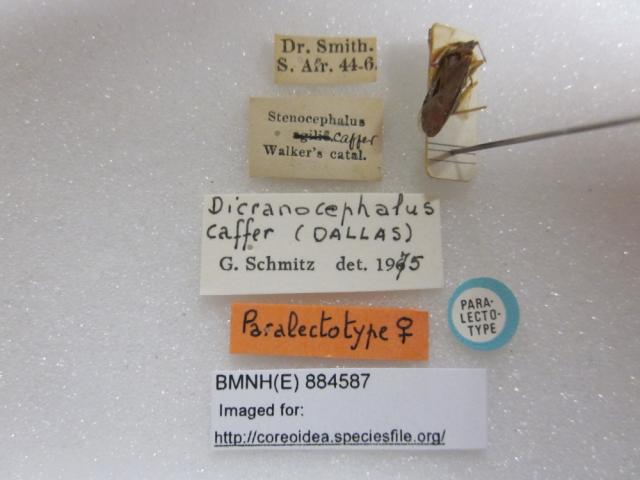 Dr. Smith.
S. Afr. 44-6.
Stenocephalus
agilis. Caffer
Walker's catal.
Dicranocephalus
Caffer (DALLAS)
G. Schmitz det. 1975
Paralectotype ♀
PARA-
LECTO-
TYPE
BMNH(E) 884587
Imaged for:
http://coreoidea.speciesfile.org/